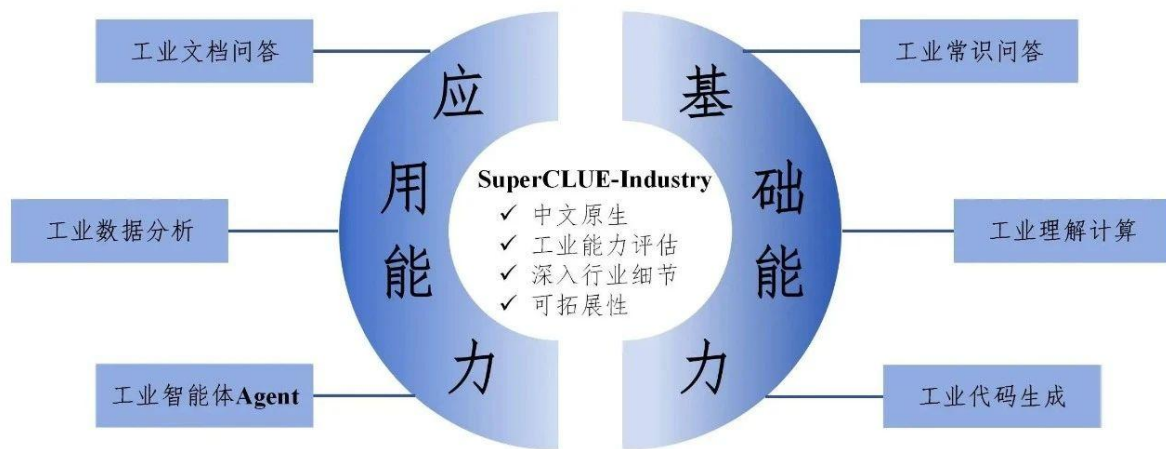 工业文档问答
工业数据分析
工业智能体Agent
应用能力
SuperCLUE-Industry
✓ 中文原生
✓ 工业能力评估
✓ 深入行业细节
✓ 可拓展性
基础能力
工业常识问答
工业理解计算
工业代码生成